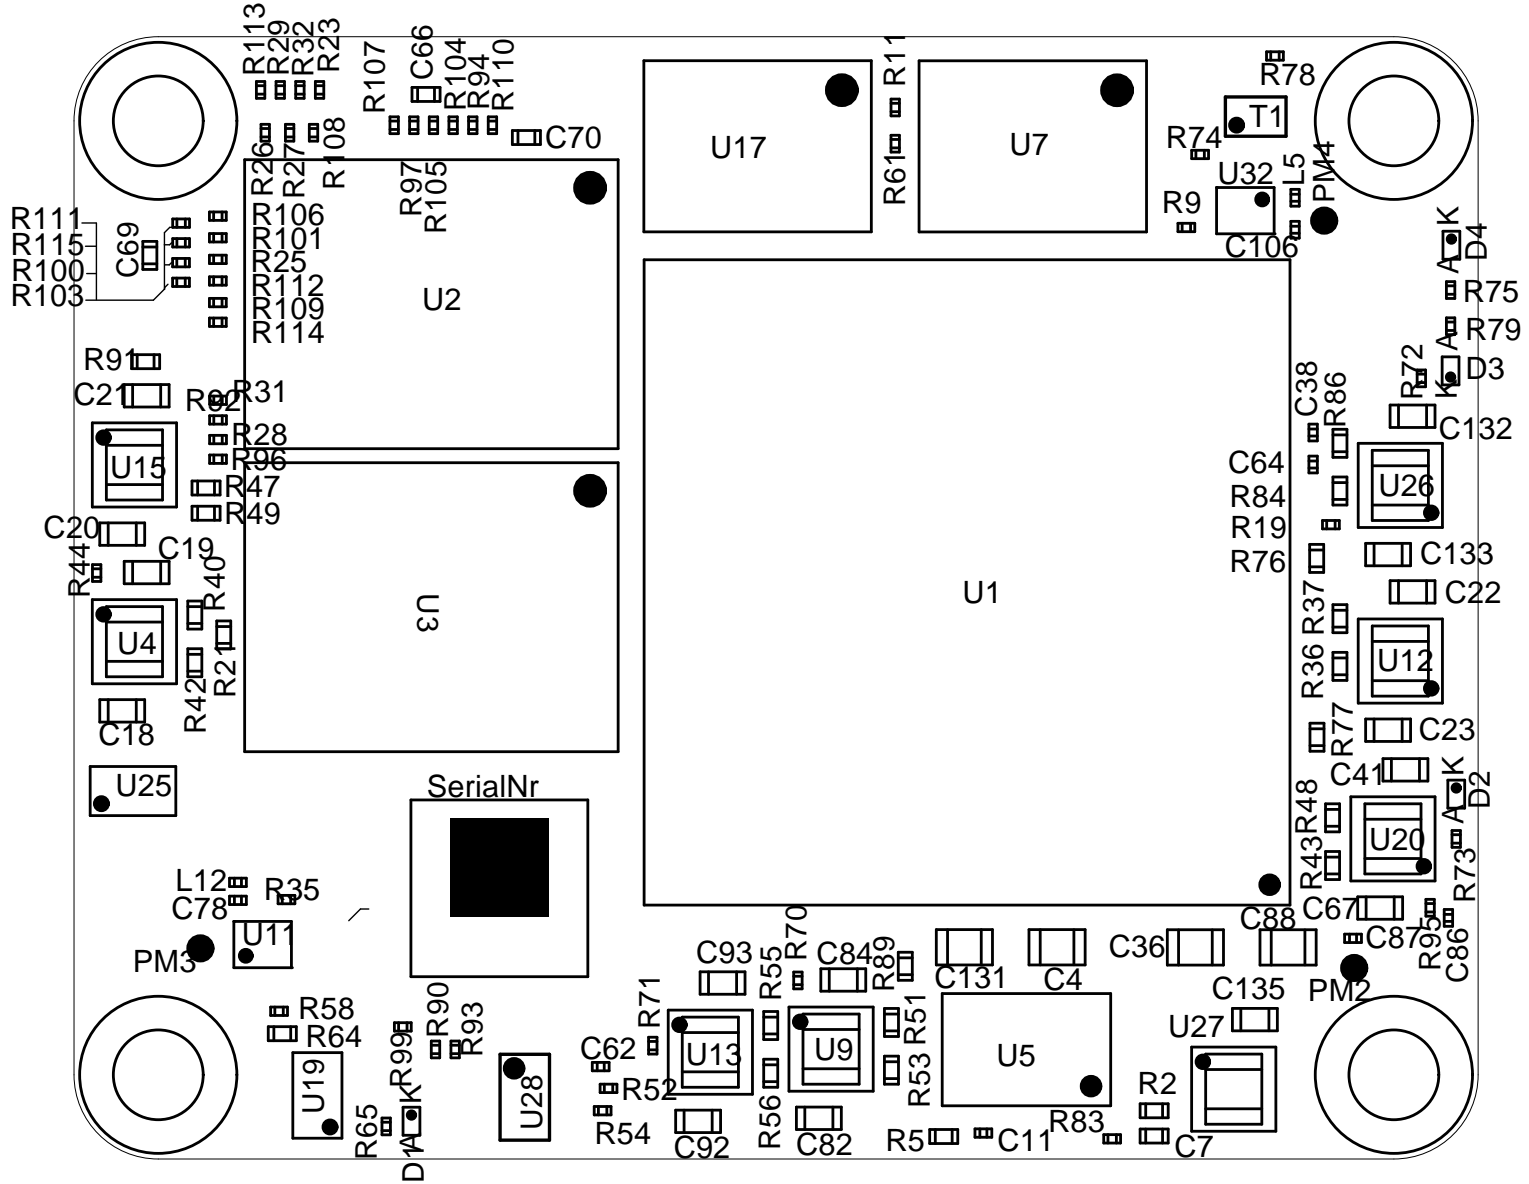 R113
R29
R32
R23
R107
C66
R104
R94
R110
C70
R11
R78
T1
U17
U7
R74
R61
U32
L5
PM4
R9
C106
R26
R27
R108
R97
R105
R111
R115
R100
R103
C69
R106
R101
R25
R112
R109
R114
U2
K
D4
A
R75
R79
A
D3
K
R72
R91
C21
R31
R92
R28
R96
U15
R47
R49
C20
C19
R44
R40
C38
R86
C132
C64
R84
R19
R76
U26
C133
C22
U3
U1
R37
U4
R21
R42
C18
R36
U12
R77
C23
U25
SerialNr
C41
K
D2
A
R48
U20
R43
R73
L12
R35
C78
U11
PM3
C67
R95
C86
C87
C88
R70
C93
R55
C84
R89
C131
C4
C36
PM2
C135
R58
R64
R90
R93
R99
R71
R51
U27
U19
K
D1
A
R65
U28
C62
R52
R54
U13
U9
R53
U5
R56
C92
C82
R5
C11
R83
R2
C7